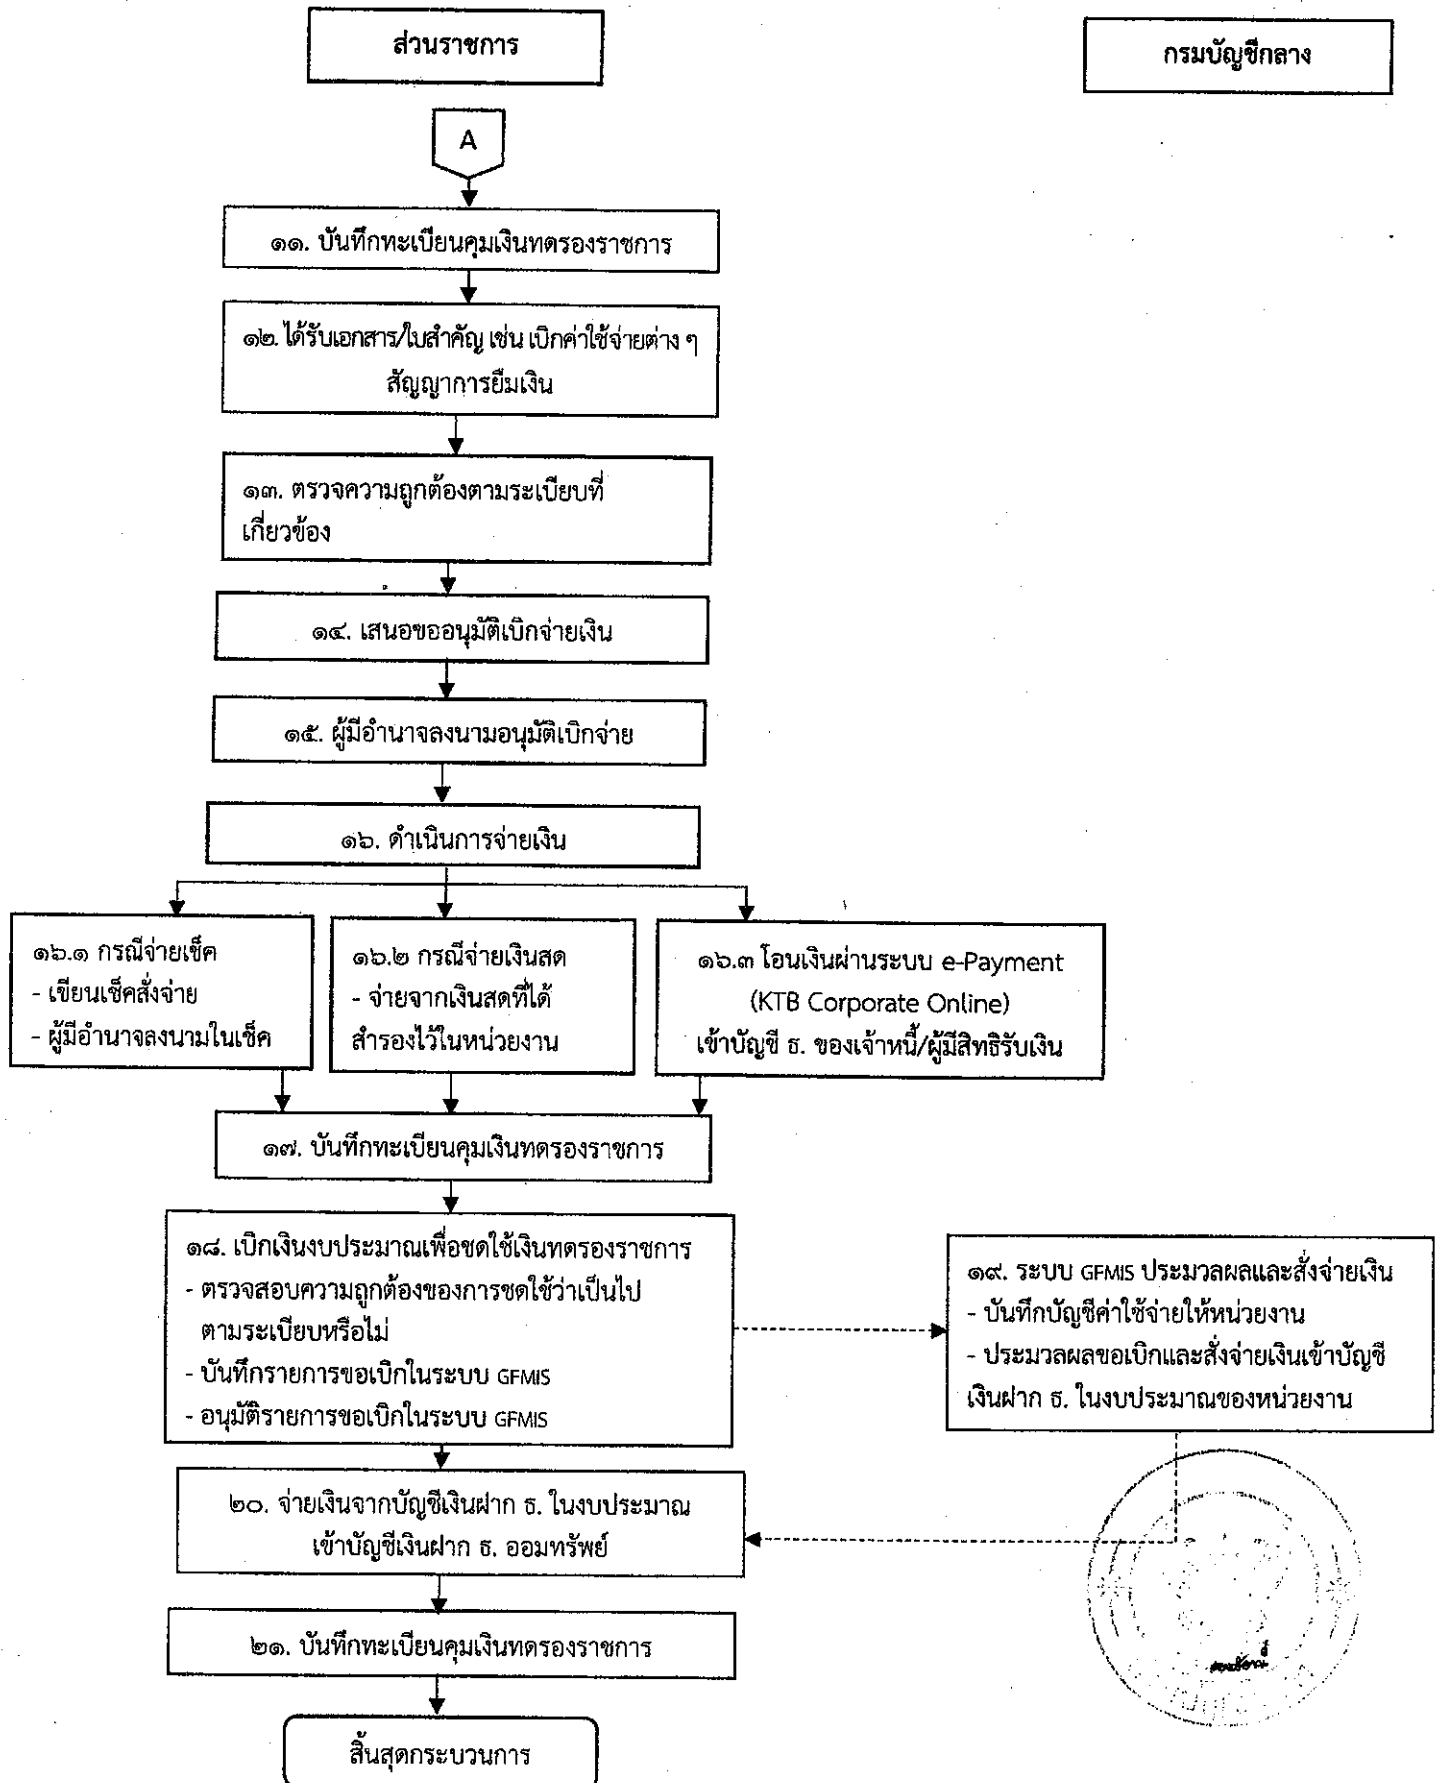 ส่วนราชการ
กรมบัญชีกลาง
A
๑๑. บันทึกทะเบียนคุมเงินทดรองราชการ
๑๒. ได้รับเอกสาร/ใบสำคัญ เช่น เบิกค่าใช้จ่ายต่าง ๆ
สัญญาการยืมเงิน
๑๓. ตรวจความถูกต้องตามระเบียบที่
เกี่ยวข้อง
๑๔. เสนอขออนุมัติเบิกจ่ายเงิน
๑๕. ผู้มีอำนาจลงนามอนุมัติเบิกจ่าย
๑๖. ดำเนินการจ่ายเงิน
๑๖.๑ กรณีจ่ายเช็ค
- เขียนเช็คสั่งจ่าย
- ผู้มีอำนาจลงนามในเช็ค
๑๖.๒ กรณีจ่ายเงินสด
- จ่ายจากเงินสดที่ได้
สำรองไว้ในหน่วยงาน
๑๖.๓ โอนเงินผ่านระบบ e-Payment
(KTB Corporate Online)
เข้าบัญชี ธ. ของเจ้าหนี้/ผู้มีสิทธิรับเงิน
๑๗. บันทึกทะเบียนคุมเงินทดรองราชการ
๑๘. เบิกเงินงบประมาณเพื่อชดใช้เงินทดรองราชการ
- ตรวจสอบความถูกต้องของการชดใช้ว่าเป็นไป
ตามระเบียบหรือไม่
- บันทึกรายการขอเบิกในระบบ GFMIS
- อนุมัติรายการขอเบิกในระบบ GFMIS
๑๙. ระบบ GFMIS ประมวลผลและสั่งจ่ายเงิน
- บันทึกบัญชีค่าใช้จ่ายให้หน่วยงาน
- ประมวลผลขอเบิกและสั่งจ่ายเงินเข้าบัญชี
เงินฝาก ธ. ในงบประมาณของหน่วยงาน
๒๐. จ่ายเงินจากบัญชีเงินฝาก ธ. ในงบประมาณ
เข้าบัญชีเงินฝาก ธ. ออมทรัพย์
๒๑. บันทึกทะเบียนคุมเงินทดรองราชการ
สิ้นสุดกระบวนการ